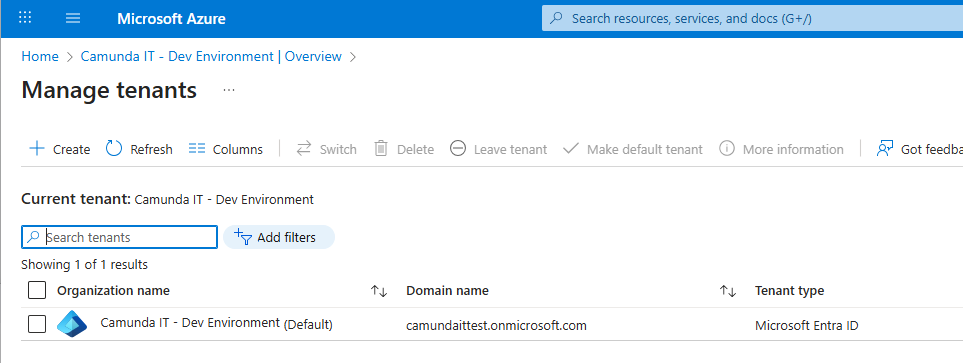 Microsoft Azure
Search resources, services, and docs (G+/)
Home > Camunda IT - Dev Environment | Overview >
Manage tenants ...
Create Refresh Columns Switch Delete Leave tenant Make default tenant More information Got feedba
Current tenant: Camunda IT - Dev Environment
Search tenants Add filters
Showing 1 of 1 results
Organization name Domain name Tenant type
Camunda IT - Dev Environment (Default) camundaittest.onmicrosoft.com Microsoft Entra ID